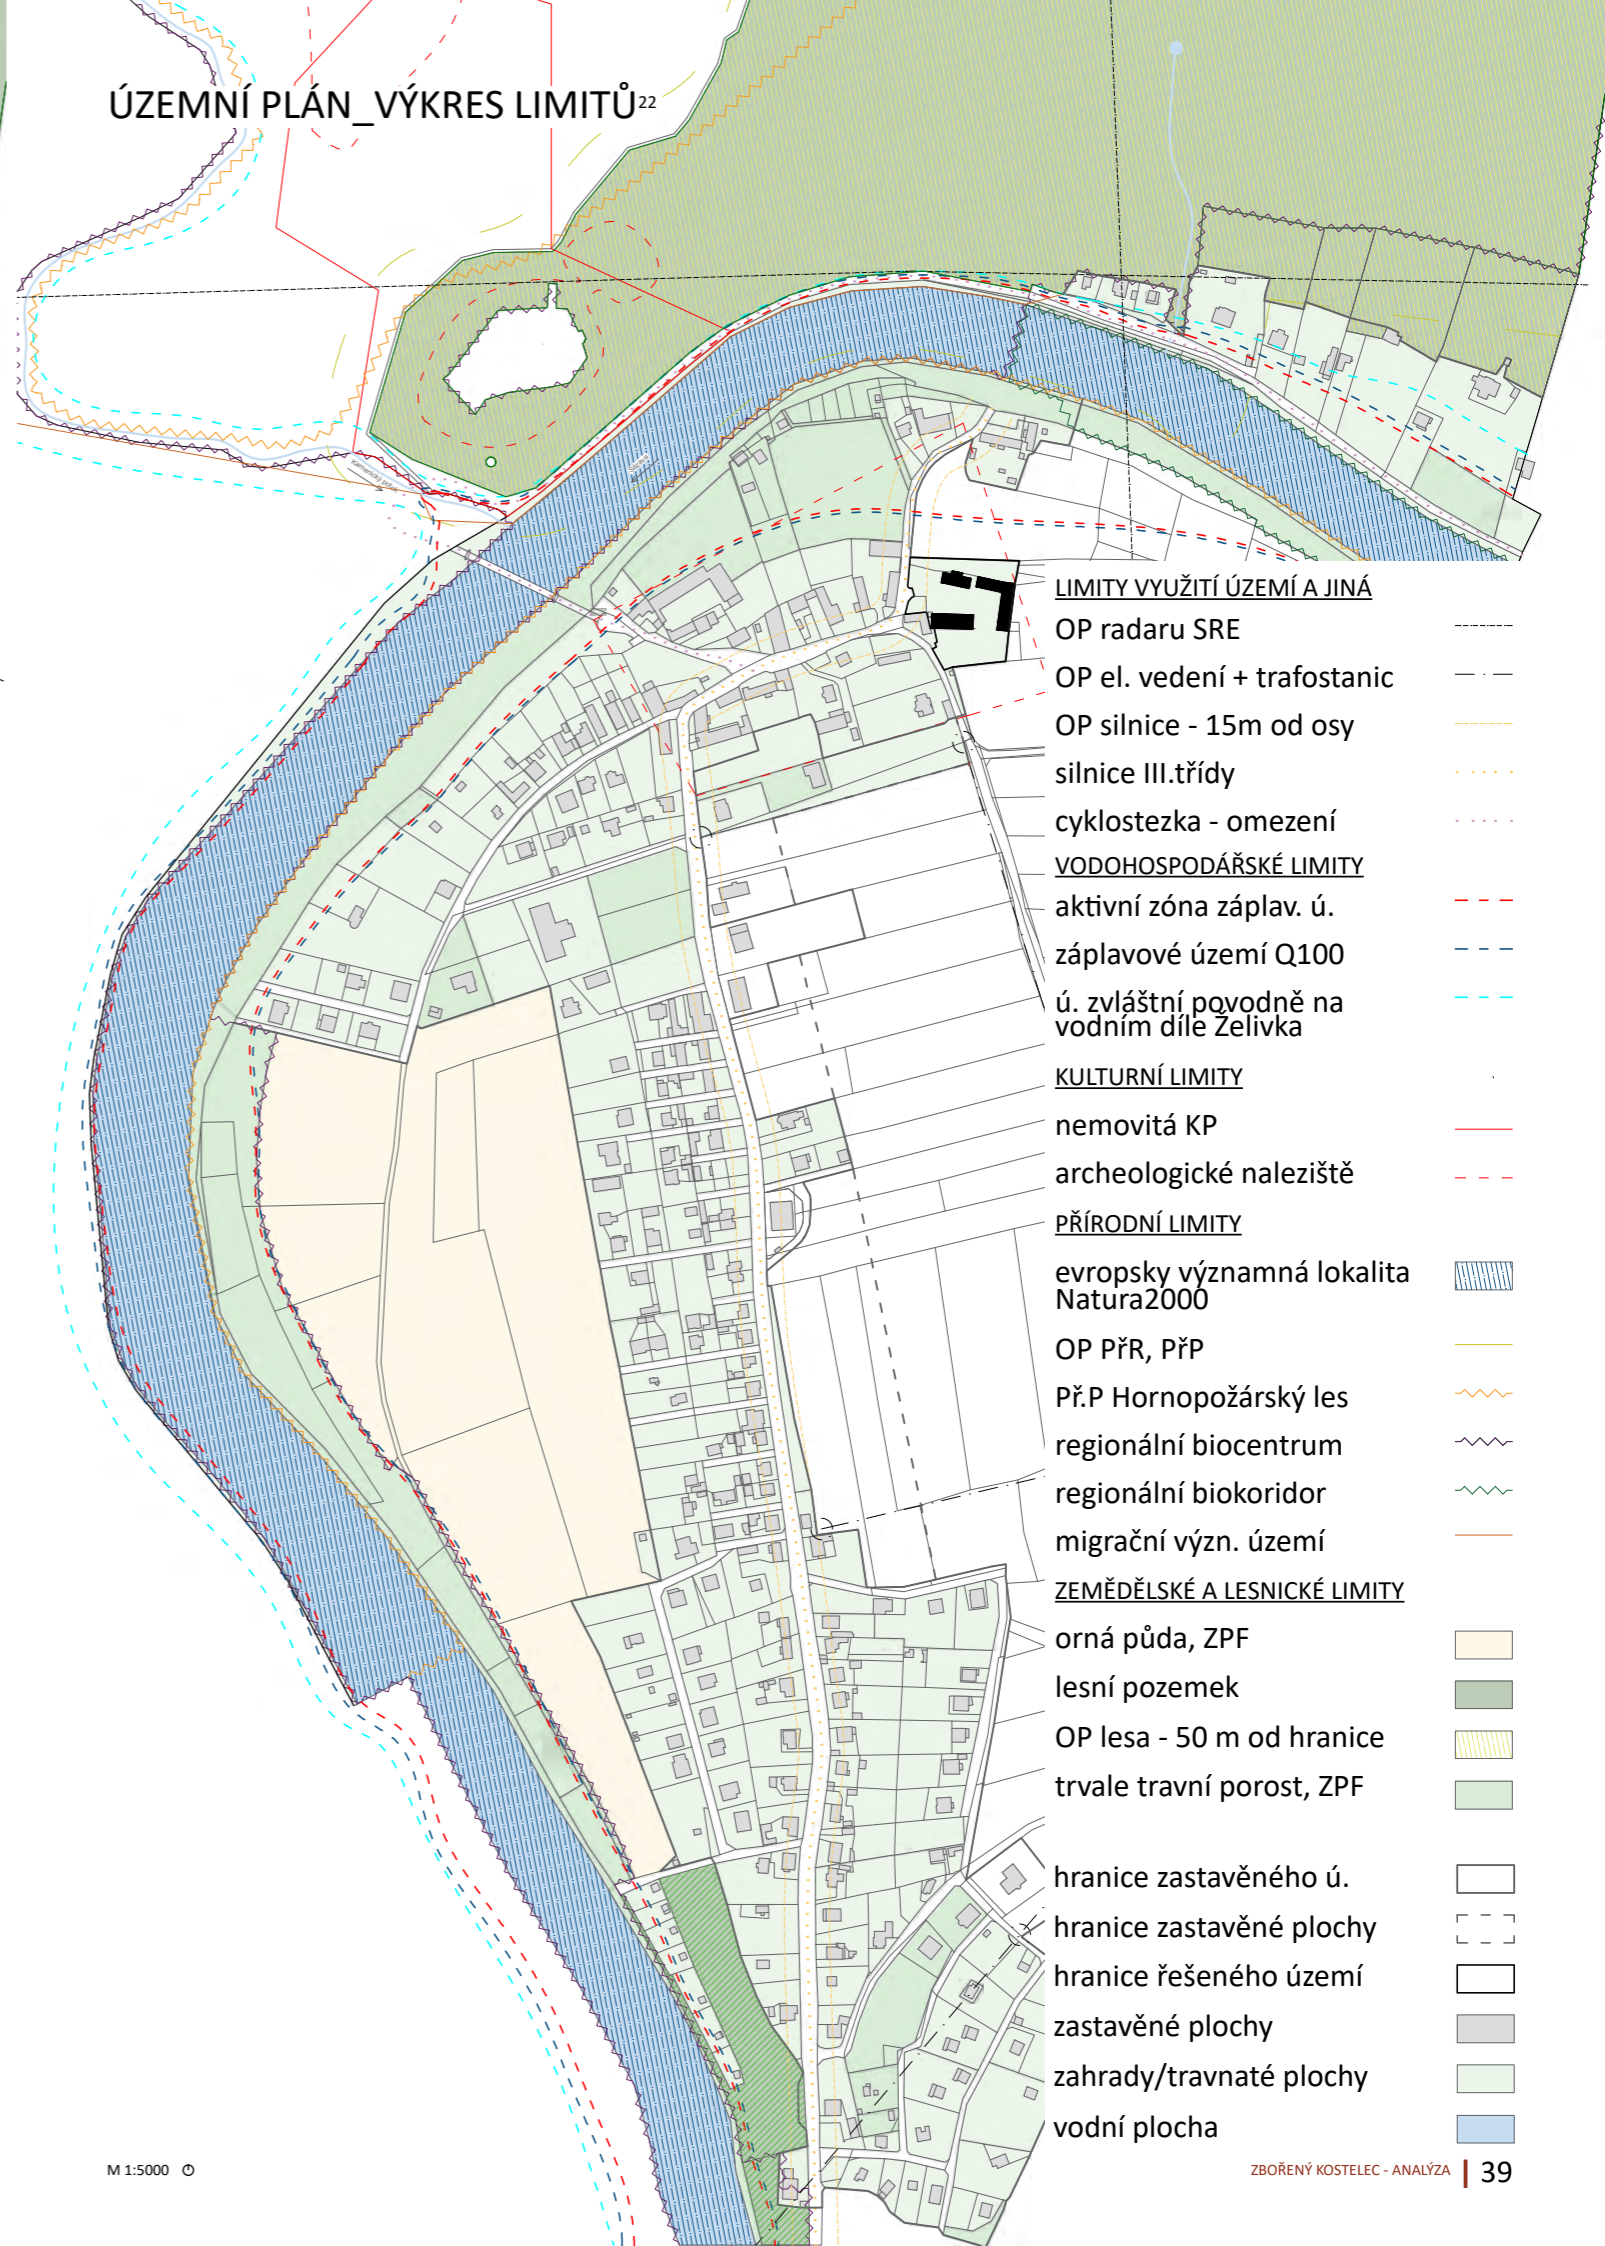 ÚZEMNÍ PLÁN_VÝKRES LIMITŮ22
Kamenický potok
Sázava
LIMITY VYUŽITÍ ÚZEMÍ A JINÁ
OP radaru SRE
OP el. vedení + trafostanic
OP silnice - 15m od osy
silnice III.třídy
cyklostezka - omezení
VODOHOSPODÁŘSKÉ LIMITY
aktivní zóna záplav. ú.
záplavové území Q100
ú. zvláštní povodně na
vodním díle Želivka
KULTURNÍ LIMITY
nemovitá KP
archeologické naleziště
PŘÍRODNÍ LIMITY
evropsky významná lokalita
Natura2000
OP PřR, PřP
Př.P Hornopožárský les
regionální biocentrum
regionální biokoridor
migrační význ. území
ZEMĚDĚLSKÉ A LESNICKÉ LIMITY
orná půda, ZPF
lesní pozemek
OP lesa - 50 m od hranice
trvale travní porost, ZPF
hranice zastavěného ú.
hranice zastavěné plochy
hranice řešeného území
zastavěné plochy
zahrady/travnaté plochy
vodní plocha
M 1:5000
ZBOŘENÝ KOSTELEC - ANALÝZA | 39